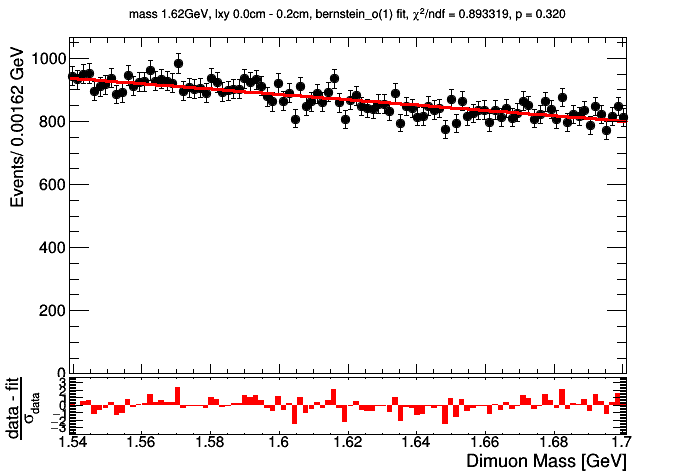 mass 1.62GeV, lxy 0.0cm - 0.2cm, bernstein_o(1) fit, χ²/ndf = 0.893319, p = 0.320
Events/ 0.00162 GeV
1000
800
600
400
200
0
data - fit
σdata
3
2
1
0
−1
−2
−3
1.54 1.56 1.58 1.6 1.62 1.64 1.66 1.68 1.7
Dimuon Mass [GeV]